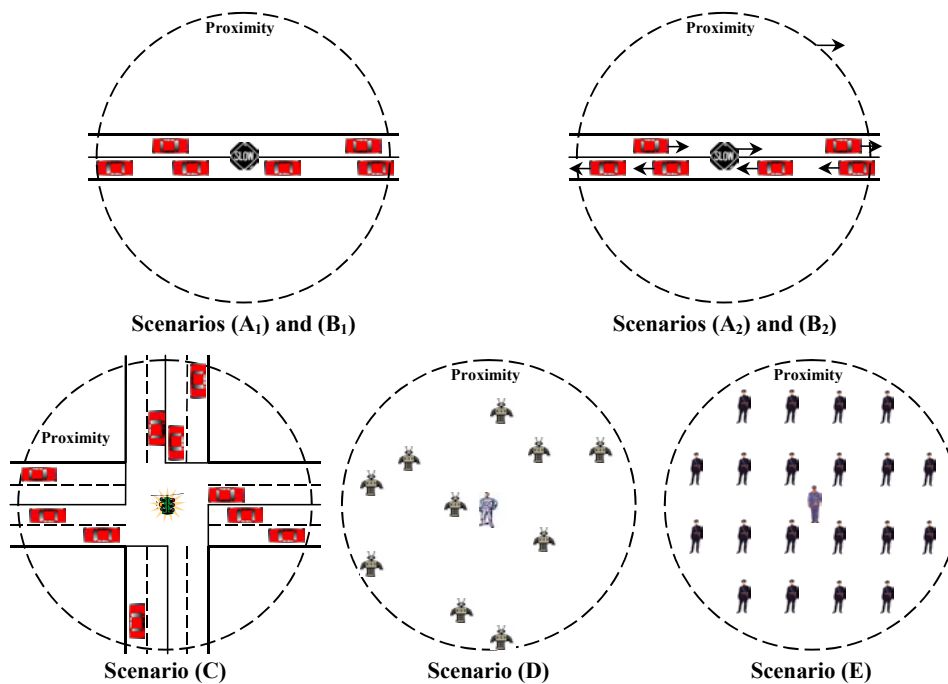 Proximity
Proximity
SLOW
SLOW
Scenarios (A₁) and (B₁)
Scenarios (A₂) and (B₂)
Proximity
Proximity
Proximity
Scenario (C)
Scenario (D)
Scenario (E)